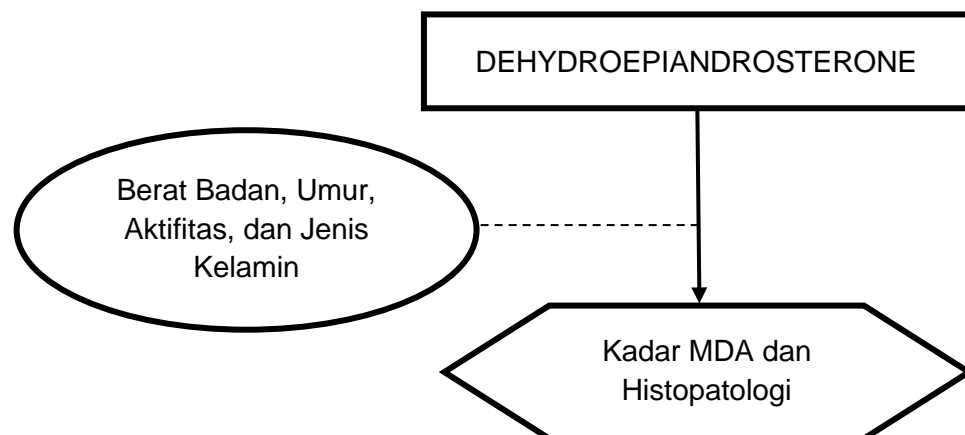 DEHYDROEPIANDROSTERONE
Berat Badan, Umur,
Aktifitas, dan Jenis
Kelamin
Kadar MDA dan
Histopatologi